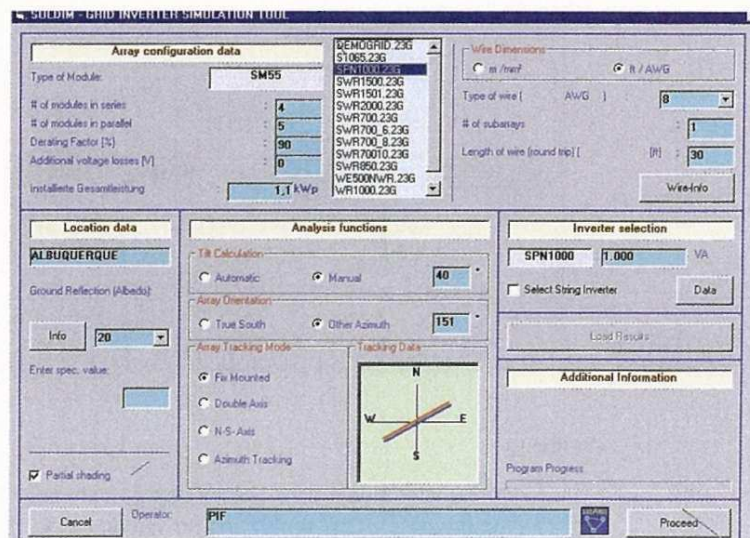 SOLDIM - GRID INVERTER SIMULATION TOOL
Array configuration data
Type of Module: SM55
# of modules in series : 4
# of modules in parallel : 5
Derating Factor [%] : 90
Additional voltage losses [V] : 0
Installierte Gesamtleistung : 1,1 kWp
DEMOGRID.23G
S1065.23G
SPN1000.23G
SWR1500.23G
SWR1501.23G
SWR2000.23G
SWR700.23G
SWR700_6.23G
SWR700_8.23G
SWR70010.23G
SWR850.23G
WE500NWR.23G
WR1000.23G
Wire Dimensions
m /mm² ft / AWG
Type of wire [ AWG ] : 8
# of subarrays : 1
Length of wire (round trip) [ [ft] : 30
Wire-Info
Location data
ALBUQUERQUE
Ground Reflection (Albedo):
Info 20
Enter spec. value:
Partial shading
Analysis functions
Tilt Calculation
Automatic Manual 40 °
Array Orientation
True South Other Azimuth 151 °
Array Tracking Mode
Fix Mounted
Double Axis
N-S-Axis
Azimuth Tracking
Tracking Data
N
W E
S
Inverter selection
SPN1000 1.000 VA
Select String Inverter Data
Load Results
Additional Information
Program Progress
Cancel Operator: PIF Proceed